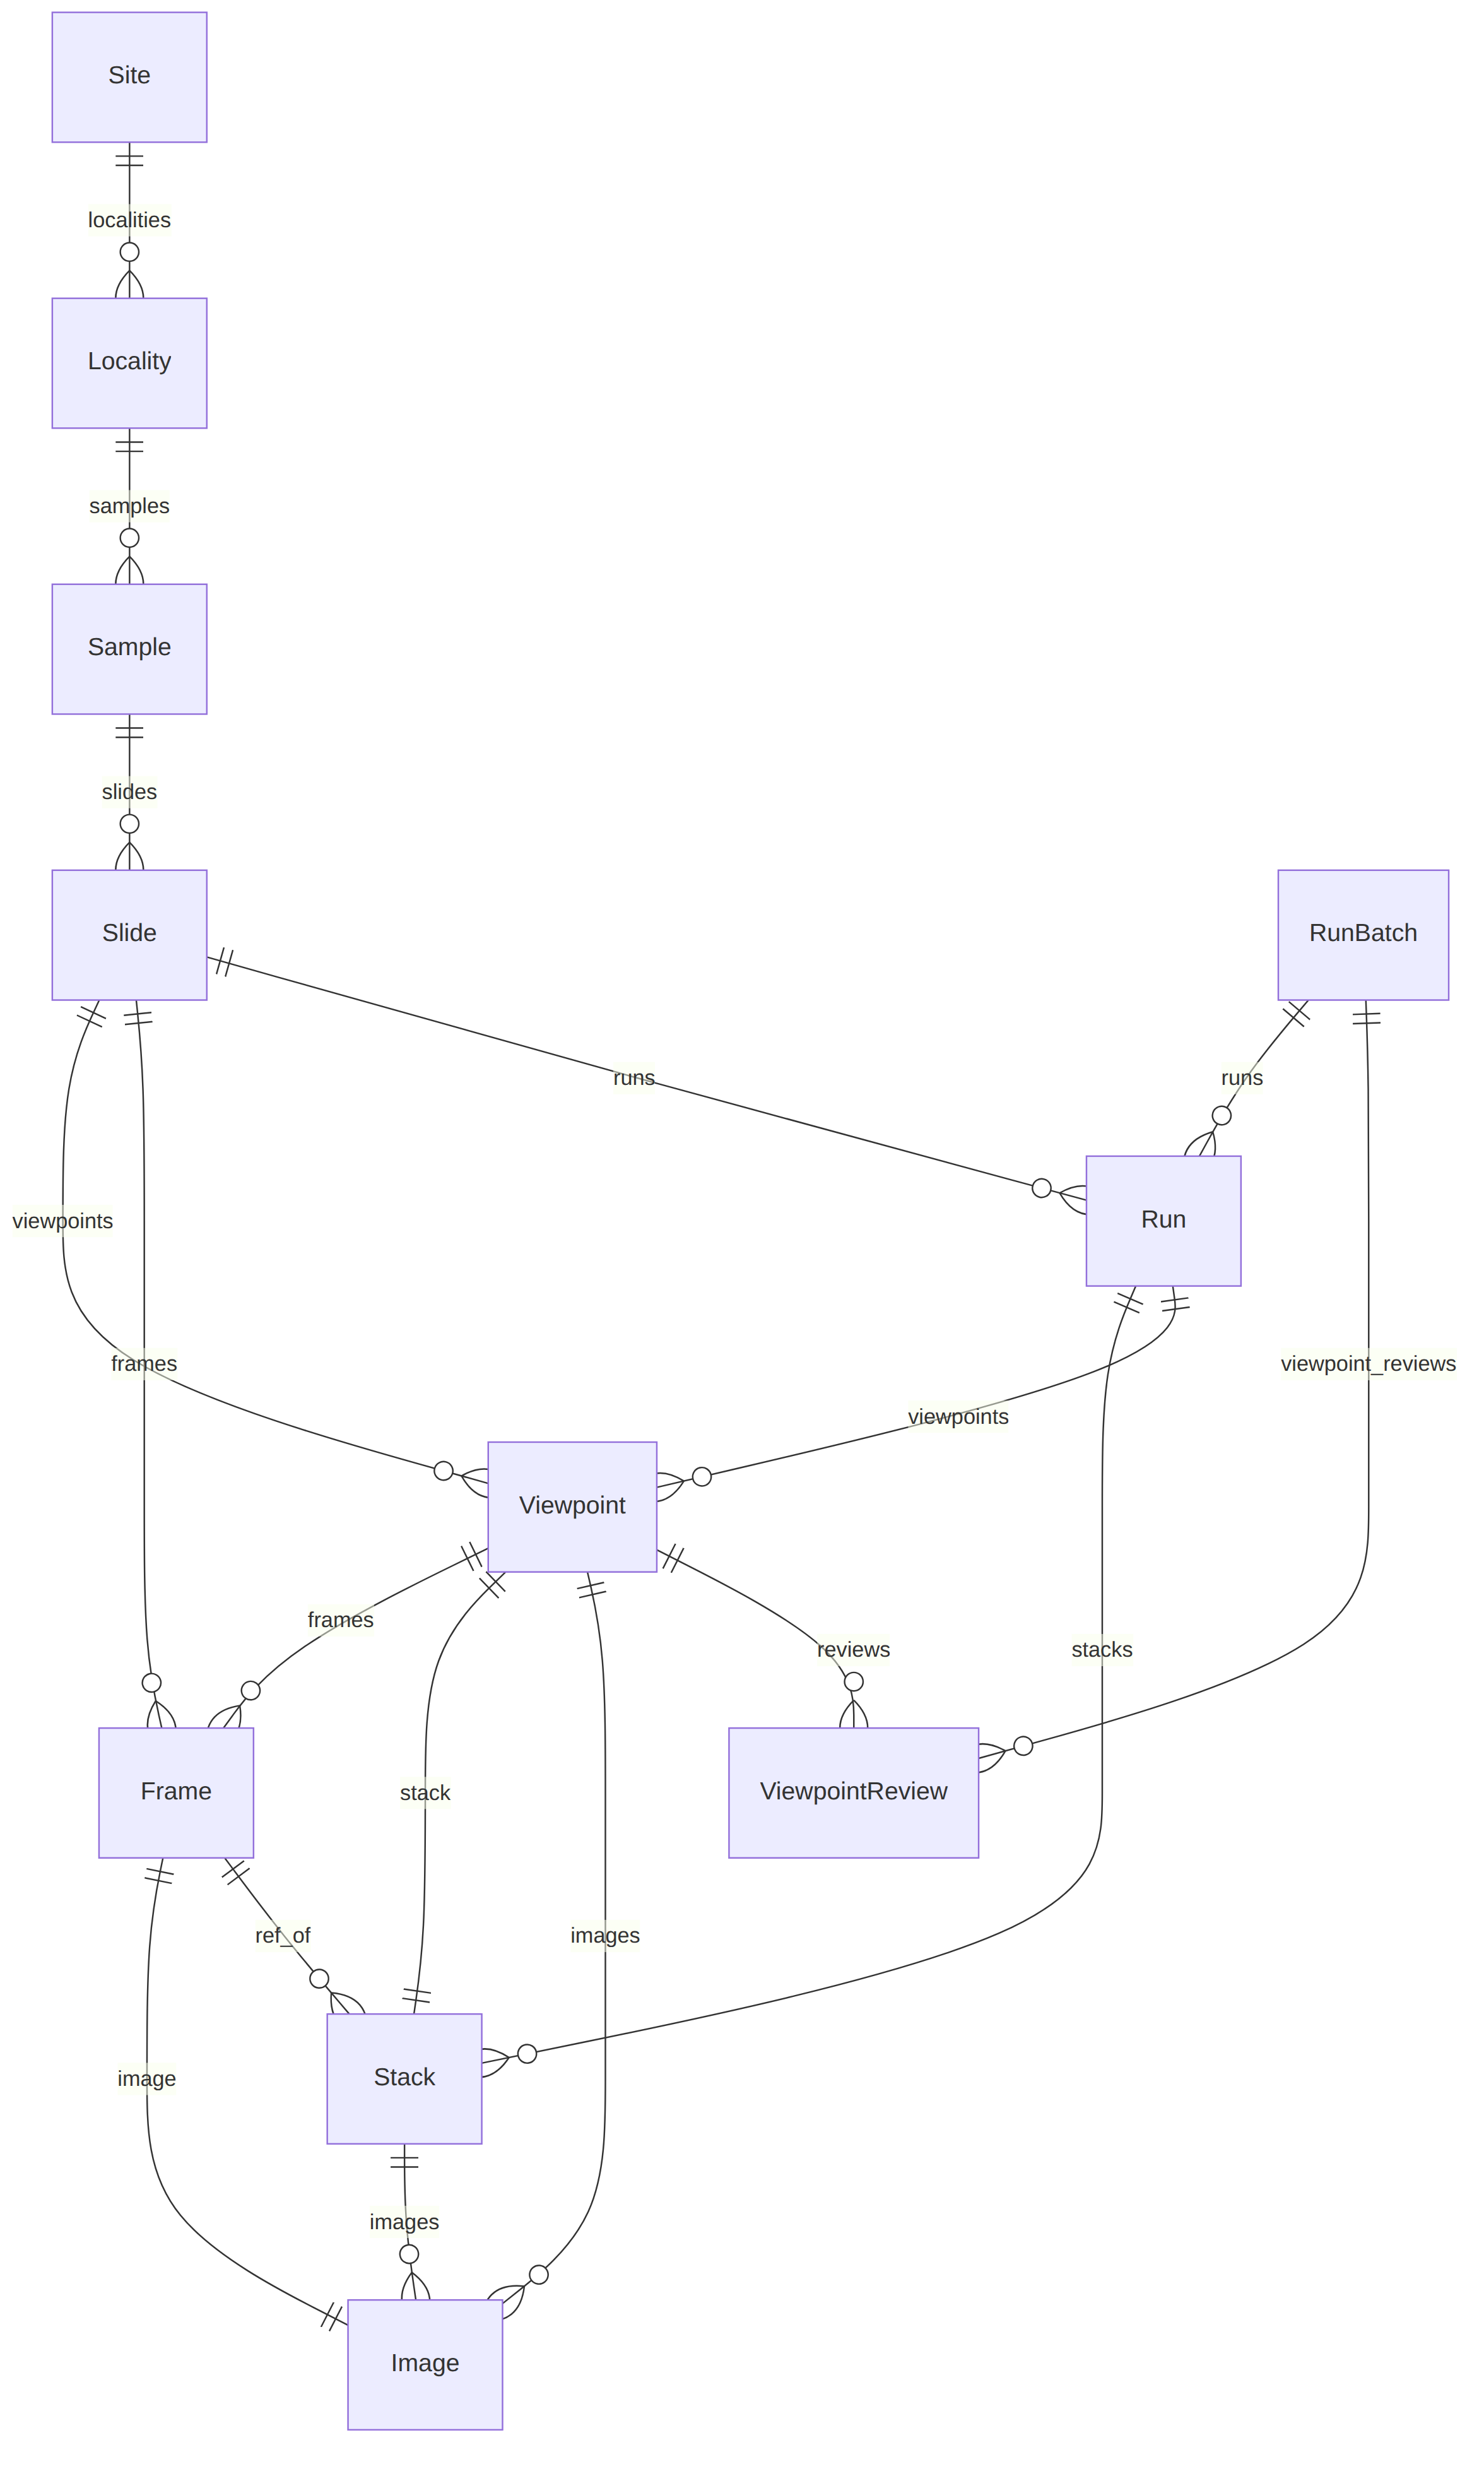 Site
localities
Locality
samples
Sample
slides
Slide
RunBatch
runs
runs
viewpoints
Run
frames
viewpoint_reviews
viewpoints
Viewpoint
frames
reviews
stacks
Frame
stack
ViewpointReview
ref_of
images
image
Stack
images
Image